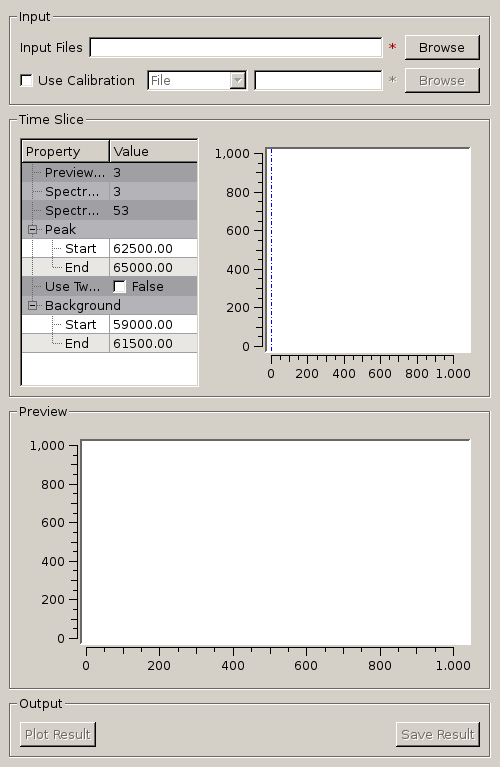 Input
Input Files * Browse
Use Calibration File * Browse
Time Slice
Property Value
Preview... 3
Spectr... 3
Spectr... 53
Peak
Start 62500.00
End 65000.00
Use Tw... False
Background
Start 59000.00
End 61500.00
1,000
800
600
400
200
0
0 200 400 600 800 1.000
Preview
1,000
800
600
400
200
0
0 200 400 600 800 1.000
Output
Plot Result Save Result